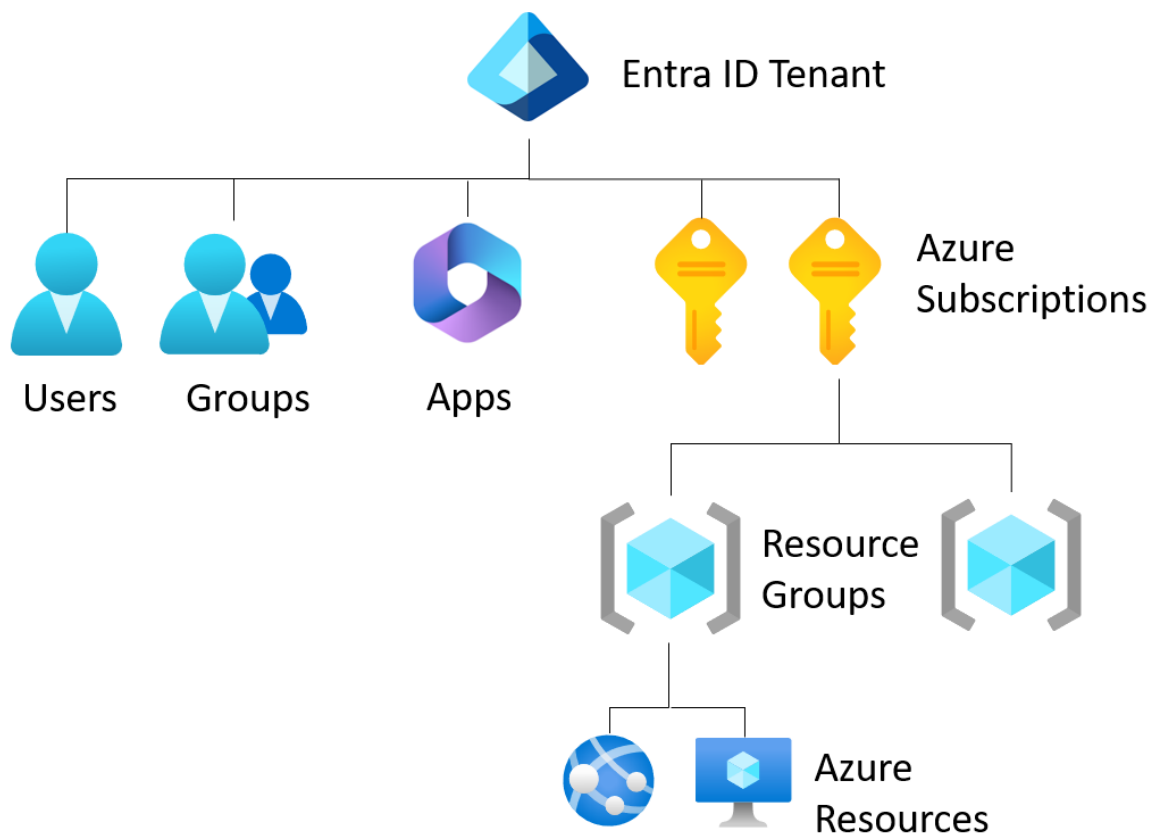 Entra ID Tenant
Azure
Subscriptions
Users
Groups
Apps
Resource
Groups
Azure
Resources